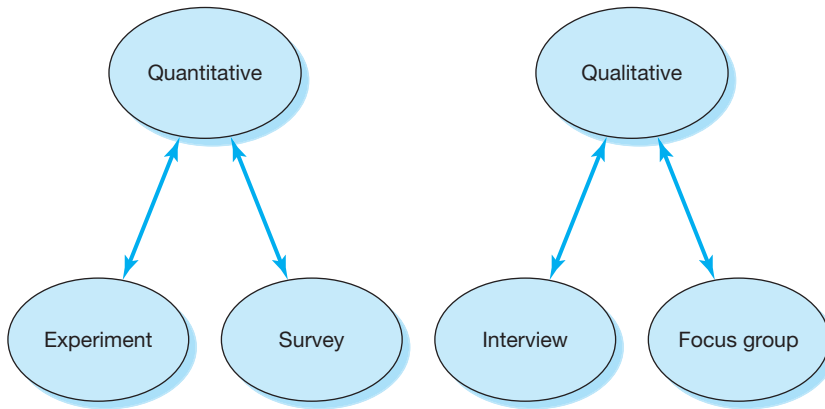 Quantitative
Qualitative
Experiment
Survey
Interview
Focus group